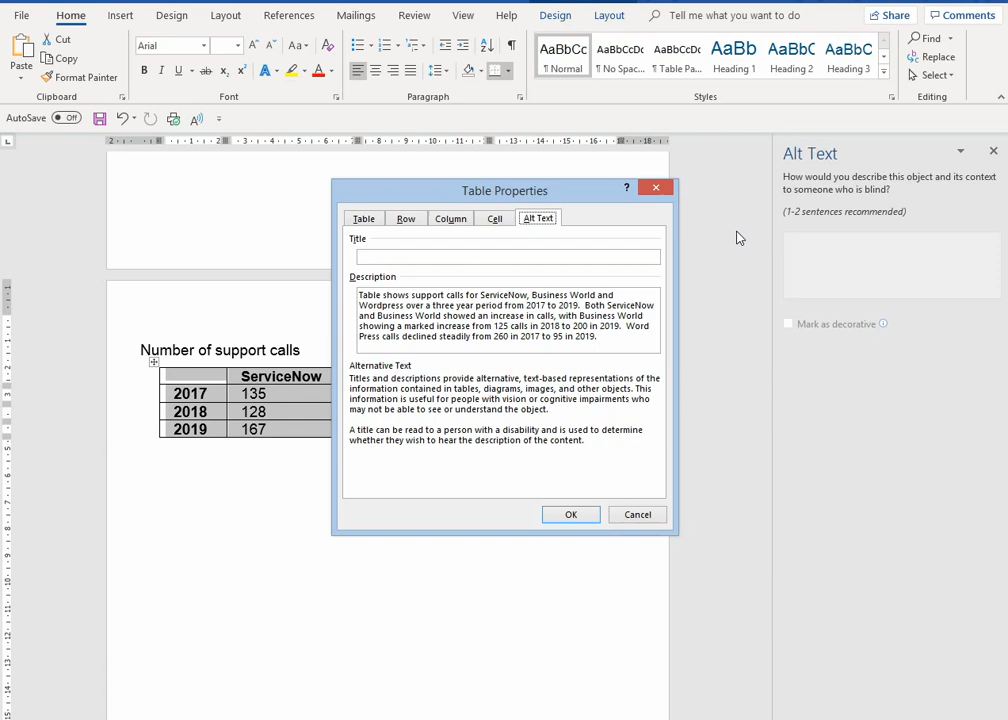 File Home Insert Design Layout References Mailings Review View Help Design Layout Tell me what you want to do Share Comments
Paste Cut Copy Format Painter
Arial Aa
B I U ab x₂ x² A A
AaBbCc AaBbCcDc AaBbCcDc AaBb AaBbC AaBbC
¶ Normal ¶ No Spac... ¶ Table Pa... Heading 1 Heading 2 Heading 3
Find
Replace
Select
Clipboard Font Paragraph Styles Editing
AutoSave Off
Alt Text
How would you describe this object and its context
to someone who is blind?
(1-2 sentences recommended)
Mark as decorative
Number of support calls
ServiceNow
2017 135
2018 128
2019 167
Table Properties ?
Table Row Column Cell Alt Text
Title
Description
Table shows support calls for ServiceNow, Business World and
Wordpress over a three year period from 2017 to 2019. Both ServiceNow
and Business World showed an increase in calls, with Business World
showing a marked increase from 125 calls in 2018 to 200 in 2019. Word
Press calls declined steadily from 260 in 2017 to 95 in 2019.
Alternative Text
Titles and descriptions provide alternative, text-based representations of the
information contained in tables, diagrams, images, and other objects. This
information is useful for people with vision or cognitive impairments who
may not be able to see or understand the object.
A title can be read to a person with a disability and is used to determine
whether they wish to hear the description of the content.
OK Cancel